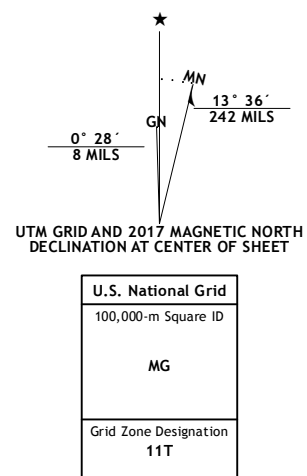 ★
MN
GN
13° 36´
242 MILS
0° 28´
8 MILS
UTM GRID AND 2017 MAGNETIC NORTH
DECLINATION AT CENTER OF SHEET
U.S. National Grid
100,000-m Square ID
MG
Grid Zone Designation
11T